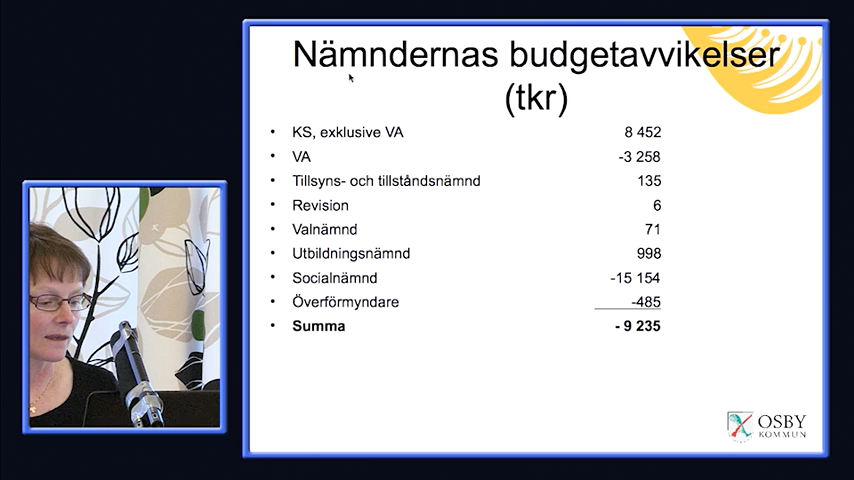 Nämndernas budgetavvikelser
(tkr)
• KS, exklusive VA 8 452
• VA -3 258
• Tillsyns- och tillståndsnämnd 135
• Revision 6
• Valnämnd 71
• Utbildningsnämnd 998
• Socialnämnd -15 154
• Överförmyndare -485
• Summa - 9 235
OSBY
KOMMUN